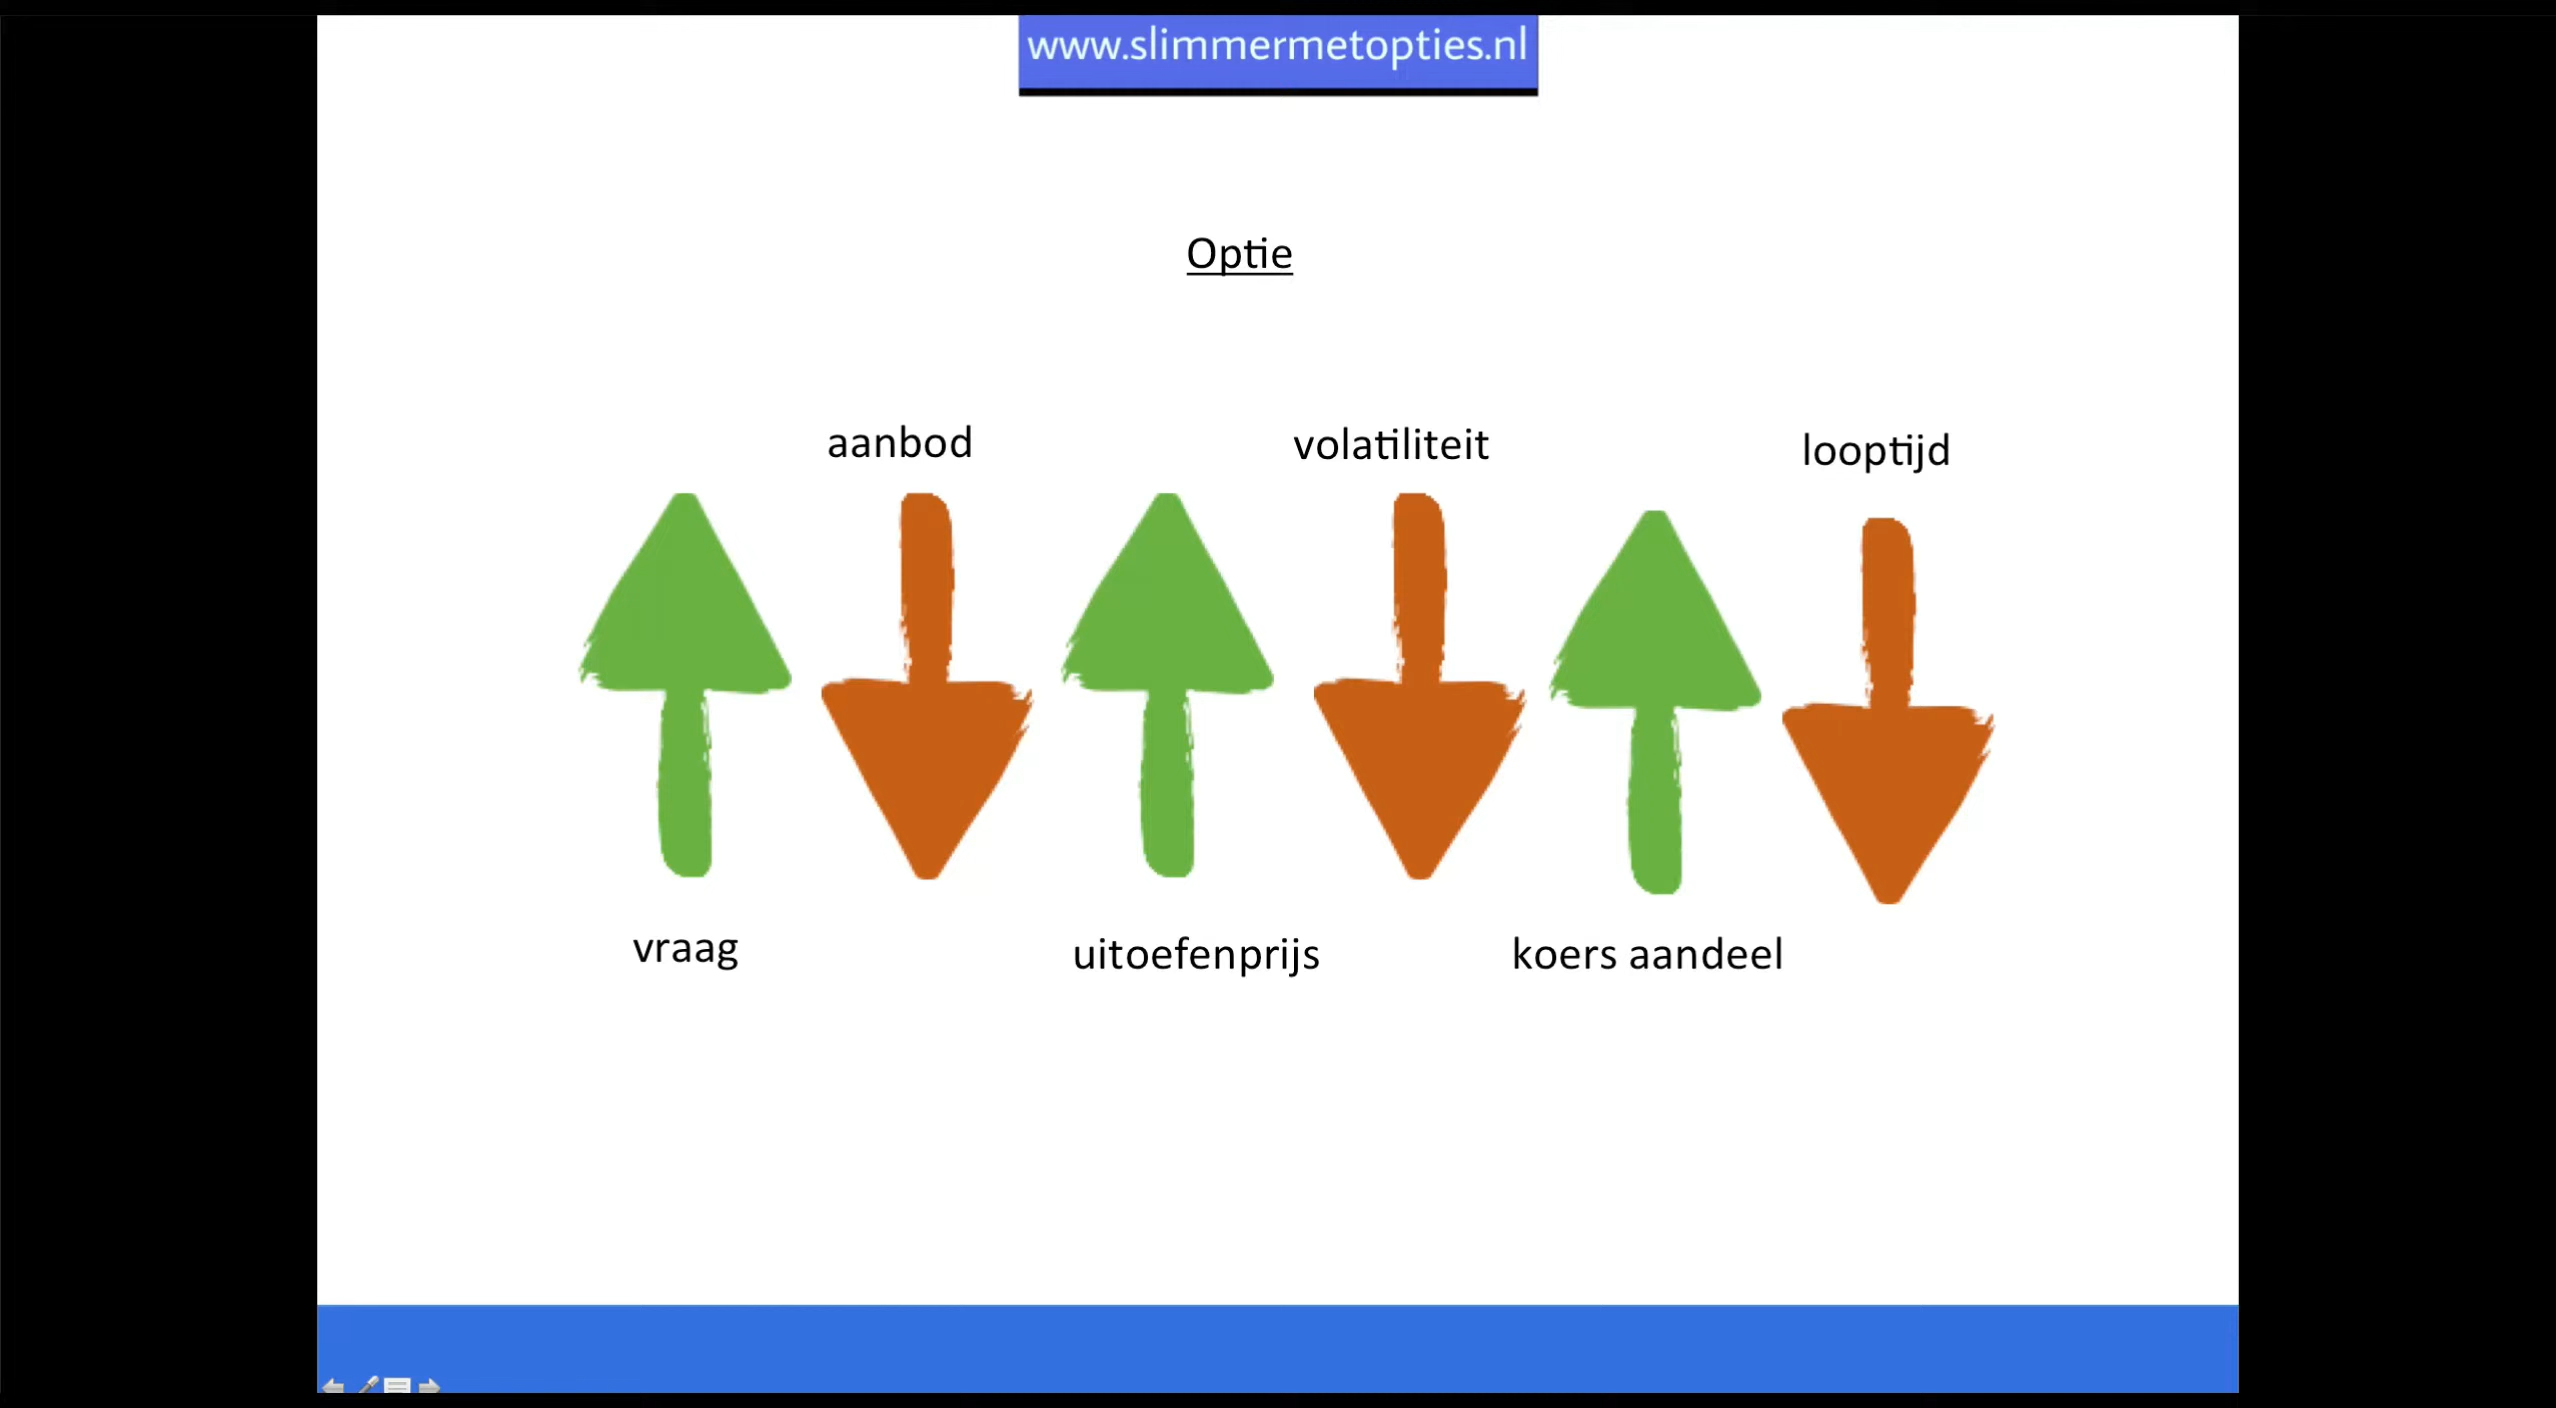 www.slimmermetopties.nl
Optie
aanbod
volatiliteit
looptijd
vraag
uitoefenprijs
koers aandeel